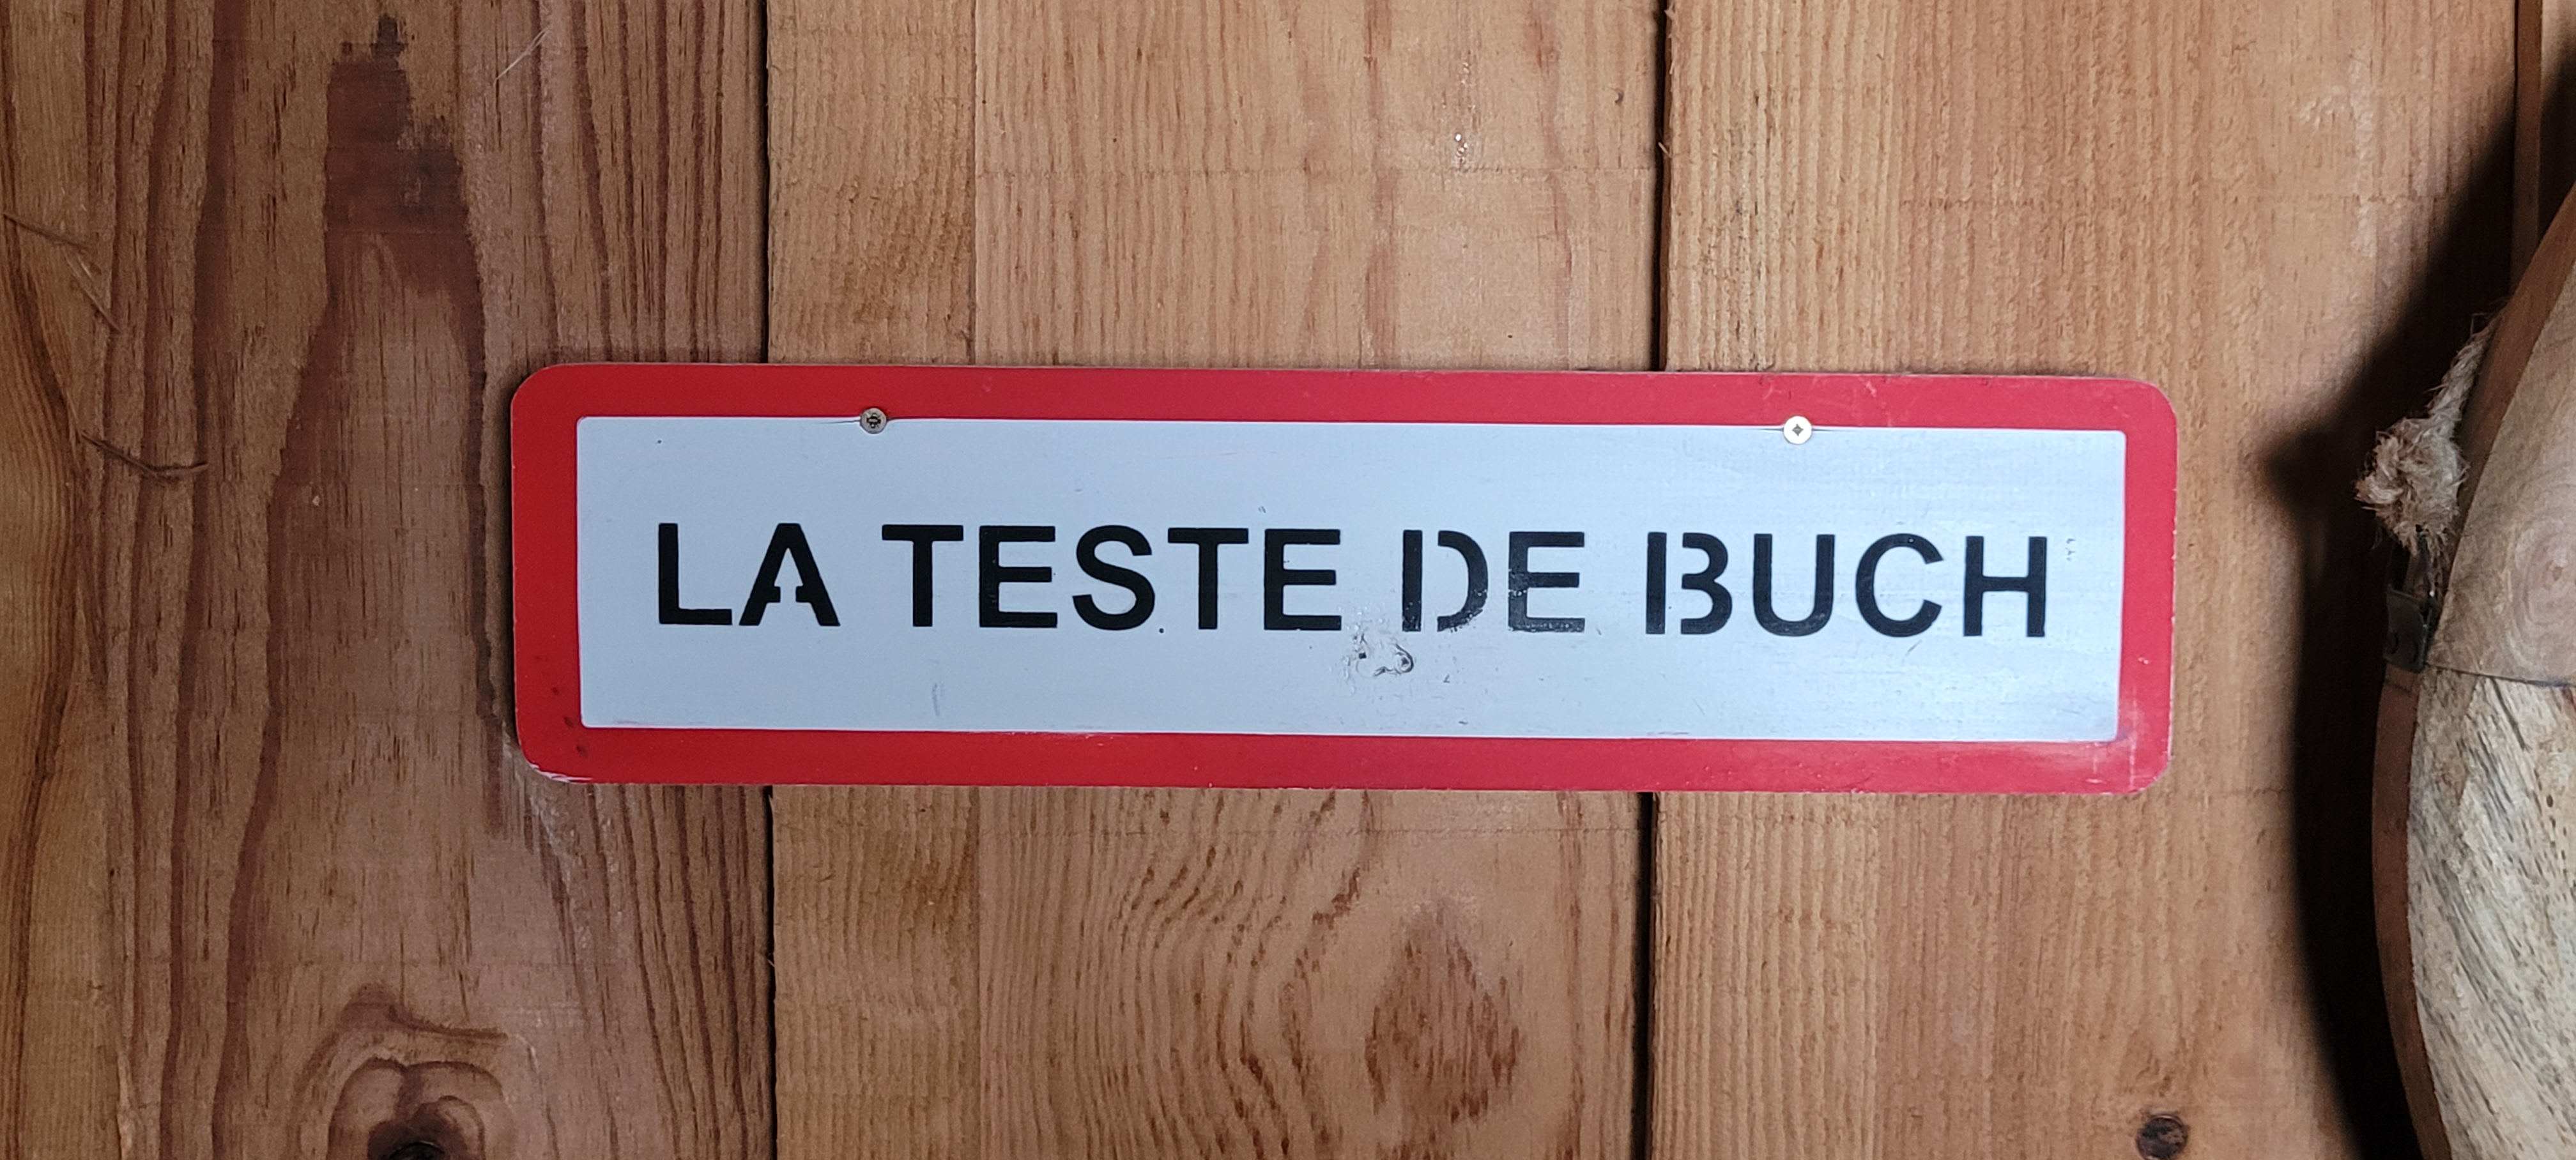 LA TESTE DE BUCH